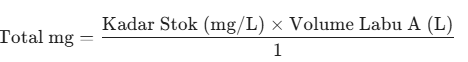 Total mg = Kadar Stok (mg/L) × Volume Labu A (L)
1